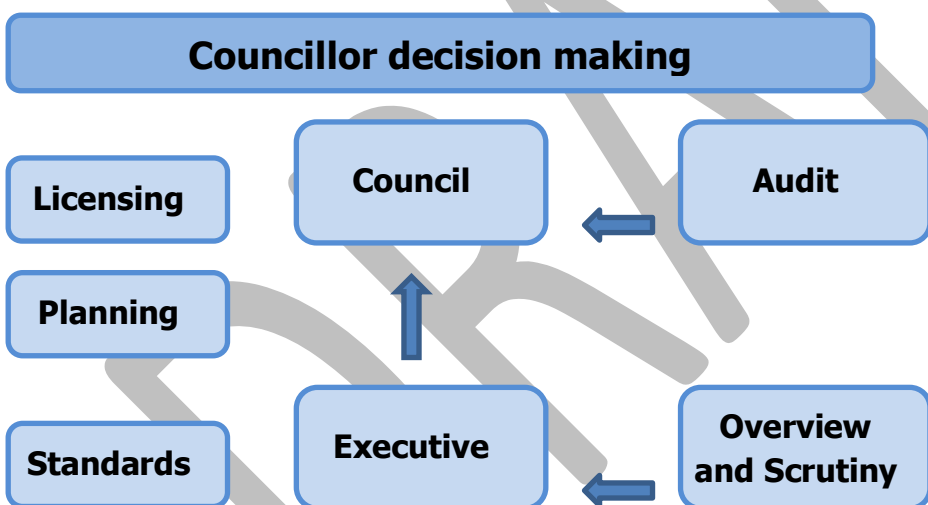 Councillor decision making
Licensing
Council
Audit
Planning
Standards
Executive
Overview
and Scrutiny